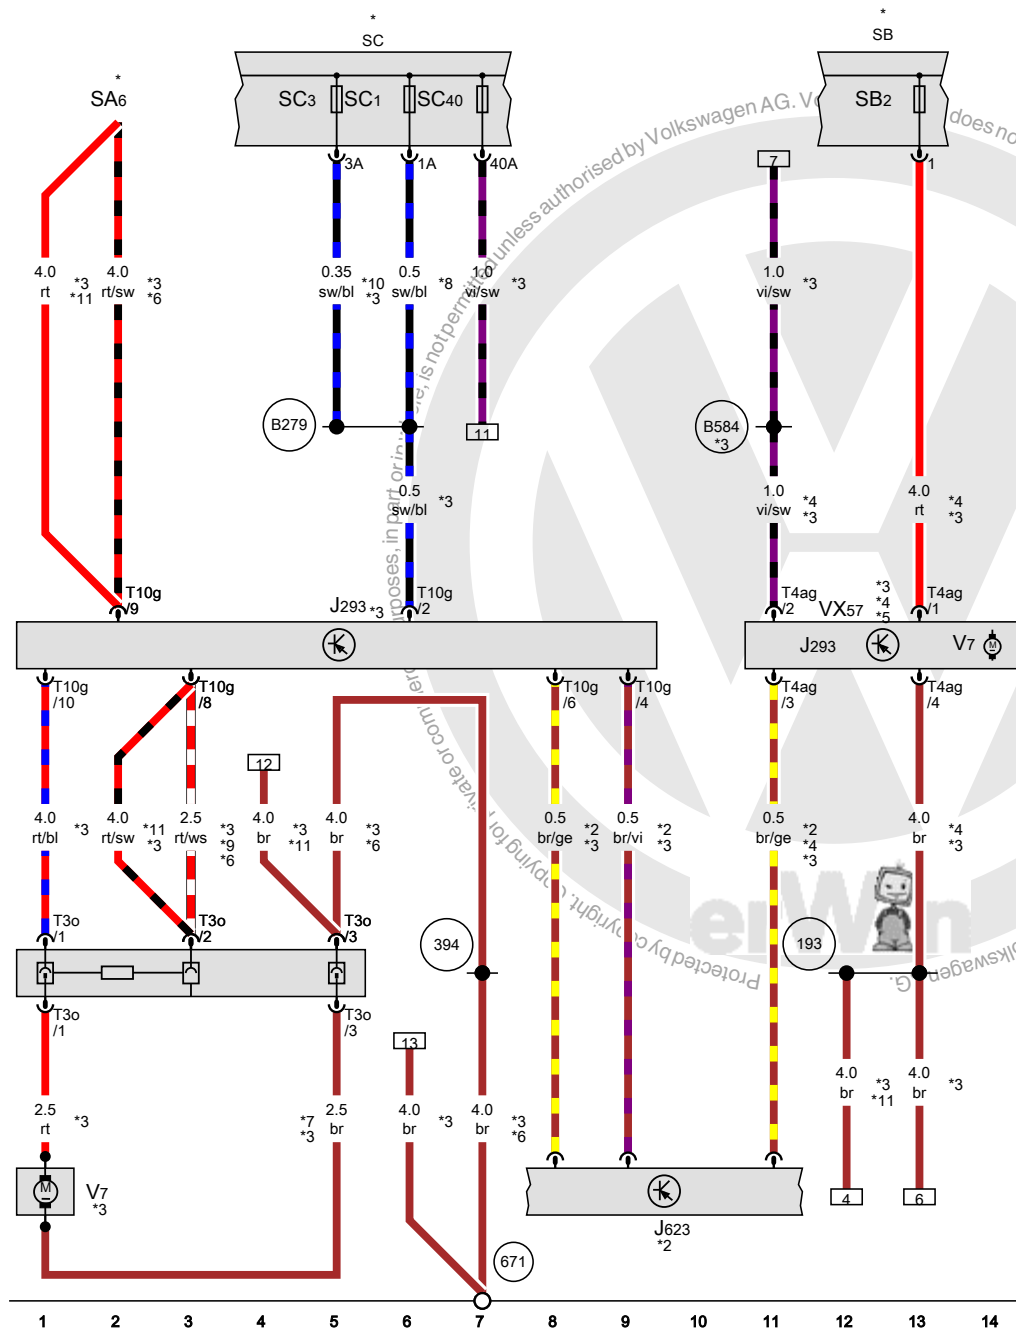 *
SC
*
SB
*
SA6
SC3
SC1
SC40
SB2
3A
1A
40A
7
1
4.0
rt
*3
*11
4.0
rt/sw
*3
*6
0.35
sw/bl
*10
*3
0.5
sw/bl
*8
1.0
vi/sw
*3
1.0
vi/sw
*3
B279
11
B584
*3
0.5
sw/bl
*3
1.0
vi/sw
*4
*3
4.0
rt
*4
*3
T10g
/9
J293 *3
T10g
/2
T4ag
/2
VX57
*3
*4
*5
T4ag
/1
J293
V7
M
T10g
/10
T10g
/8
T10g
/6
T10g
/4
T4ag
/3
T4ag
/4
12
4.0
rt/bl
*3
4.0
rt/sw
*11
*3
2.5
rt/ws
*3
*9
*6
4.0
br
*3
*11
4.0
br
*3
*6
0.5
br/ge
*2
*3
0.5
br/vi
*2
*3
0.5
br/ge
*2
*4
*3
4.0
br
*4
*3
T3o
/1
T3o
/2
T3o
/3
394
193
T3o
/1
T3o
/3
13
2.5
rt
*3
*7
*3
2.5
br
4.0
br
*3
4.0
br
*3
*6
4.0
br
*3
*11
4.0
br
*3
M
V7
*3
4
6
J623
*2
671
1 2 3 4 5 6 7 8 9 10 11 12 13 14
erWin
Protected by copyright. Copying for private or commercial purposes, in part or in whole, is not permitted unless authorised by Volkswagen AG.
does no
olkswagen AG.